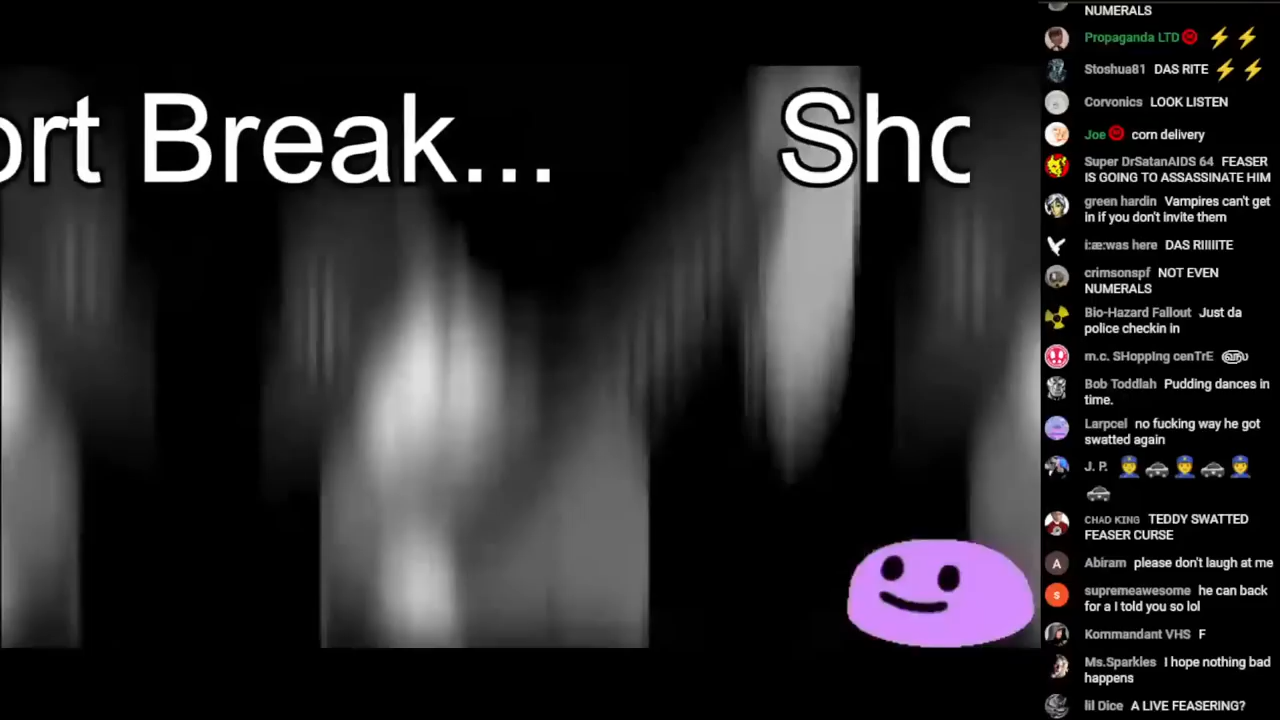 ort Break... Sho
NUMERALS
Propaganda LTD ⚡⚡
Stoshua81 DAS RITE ⚡⚡
Corvonics LOOK LISTEN
Joe corn delivery
Super DrSatanAIDS 64 FEASER
IS GOING TO ASSASSINATE HIM
green hardin Vampires can't get
in if you don't invite them
i:æ:was here DAS RIIIIITE
crimsonspf NOT EVEN
NUMERALS
Bio-Hazard Fallout Just da
police checkin in
m.c. SHoppIng cenTrE
Bob Toddlah Pudding dances in
time.
Larpcel no fucking way he got
swatted again
J. P. 👮🚓👮🚓👮
🚓
CHAD KING TEDDY SWATTED
FEASER CURSE
A
Abiram please don't laugh at me
s
supremeawesome he can back
for a I told you so lol
Kommandant VHS F
Ms.Sparkles I hope nothing bad
happens
lil Dice A LIVE FEASERING?